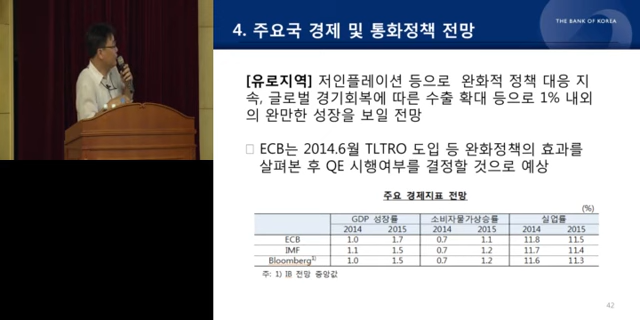 THE BANK OF KOREA
4. 주요국 경제 및 통화정책 전망
[유로지역] 저인플레이션 등으로 완화적 정책 대응 지
속, 글로벌 경기회복에 따른 수출 확대 등으로 1% 내외
의 완만한 성장을 보일 전망
□ ECB는 2014.6월 TLTRO 도입 등 완화정책의 효과를
살펴본 후 QE 시행여부를 결정할 것으로 예상
주요 경제지표 전망
(%)
GDP 성장률 소비자물가상승률 실업률
2014 2015 2014 2015 2014 2015
ECB 1.0 1.7 0.7 1.1 11.8 11.5
IMF 1.1 1.5 0.7 1.2 11.7 11.4
Bloomberg1) 1.0 1.5 0.7 1.2 11.6 11.3
주: 1) IB 전망 중앙값
42